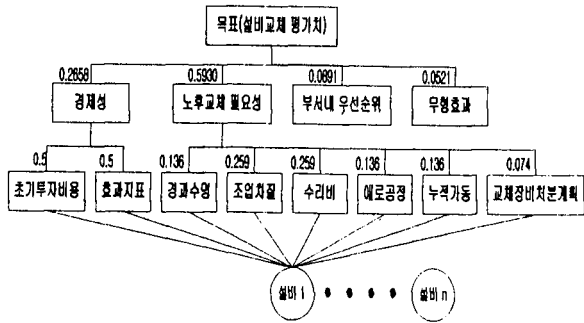 목표(설비교체 평가치)
0.2658 0.5930 0.0891 0.0521
경제성 노후교체 필요성 부서내 우선순위 무형효과
0.5 0.5 0.136 0.259 0.259 0.136 0.136 0.074
초기투자비용 효과지표 경과수명 조업차질 수리비 애로공정 누적가동 교체장비처분계획
설비 1 설비 n